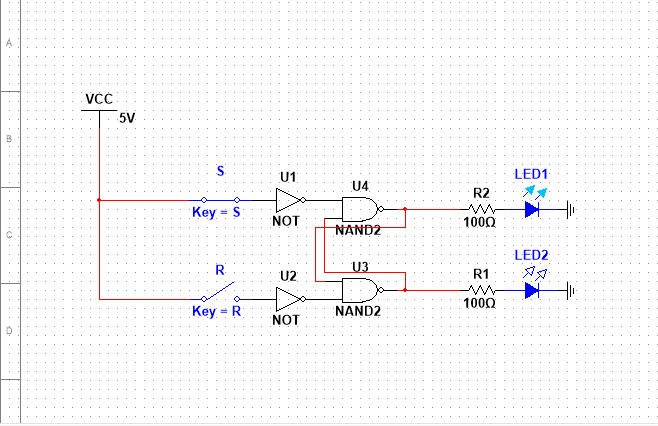 A
B
C
D
VCC
5V
S
Key = S
U1
NOT
U4
NAND2
R2
100Ω
LED1
R
Key = R
U2
NOT
U3
NAND2
R1
100Ω
LED2